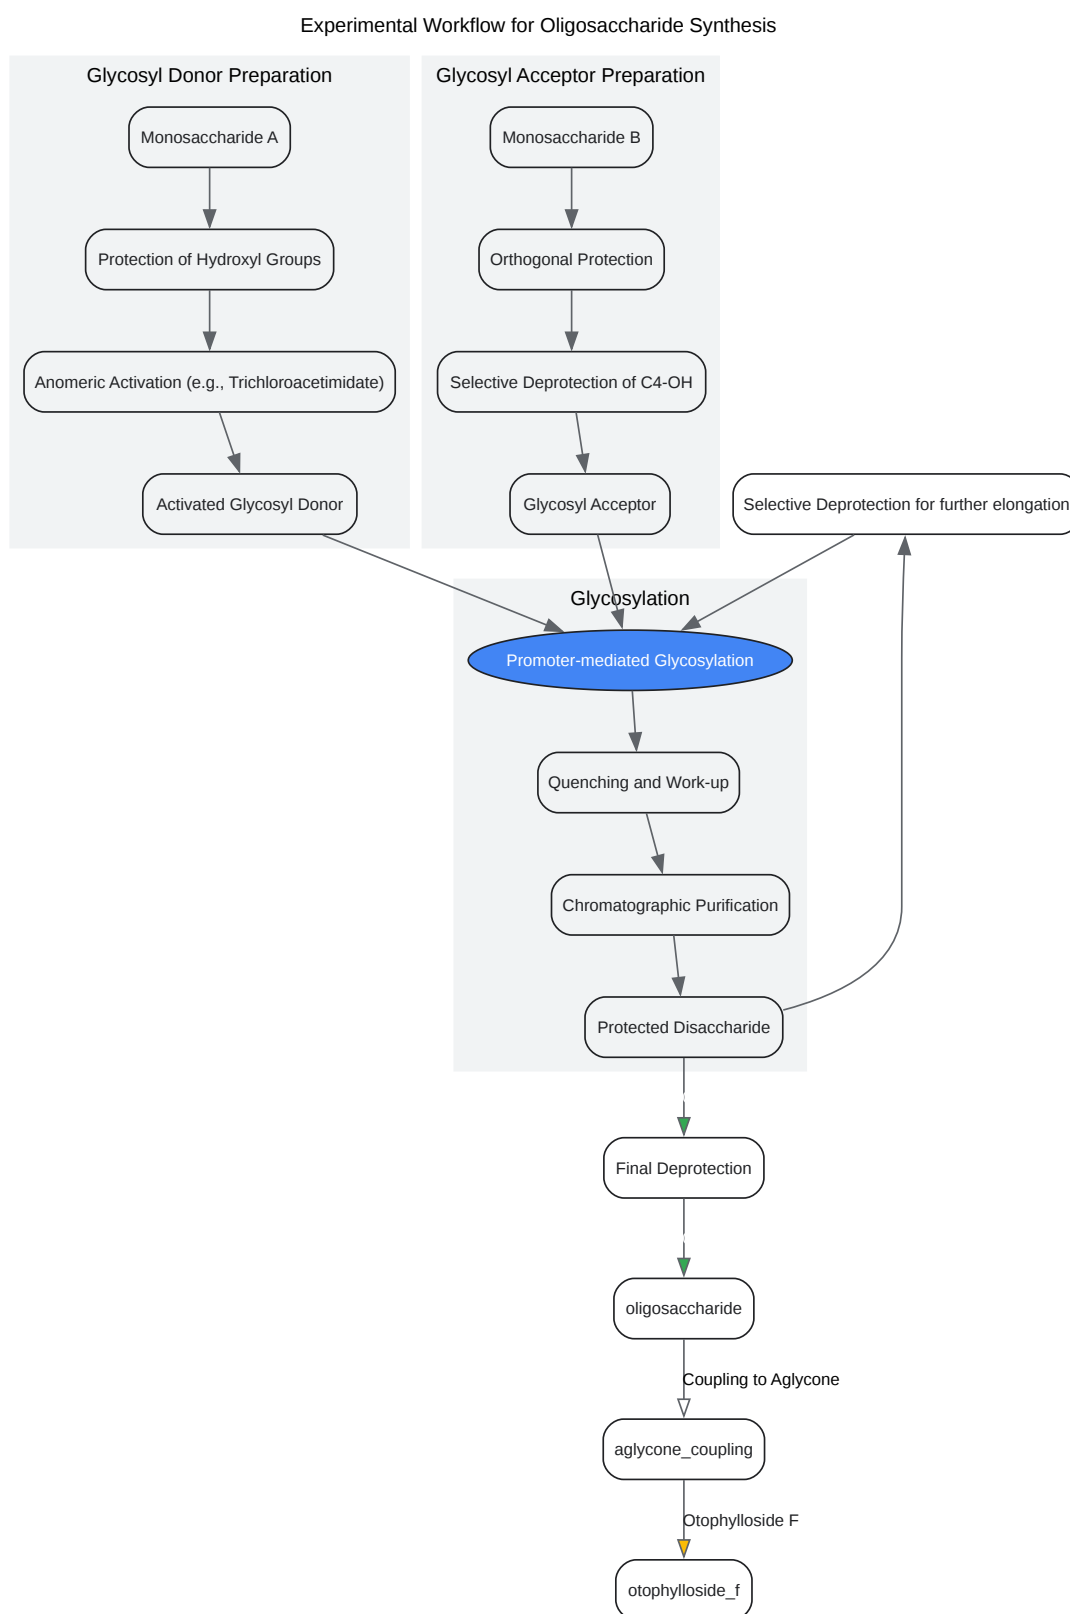 Experimental Workflow for Oligosaccharide Synthesis
Glycosyl Donor Preparation
Monosaccharide A
Protection of Hydroxyl Groups
Anomeric Activation (e.g., Trichloroacetimidate)
Activated Glycosyl Donor
Glycosyl Acceptor Preparation
Monosaccharide B
Orthogonal Protection
Selective Deprotection of C4-OH
Glycosyl Acceptor
Selective Deprotection for further elongation
Glycosylation
Promoter-mediated Glycosylation
Quenching and Work-up
Chromatographic Purification
Protected Disaccharide
Final Deprotection
oligosaccharide
Coupling to Aglycone
aglycone_coupling
Otophylloside F
otophylloside_f